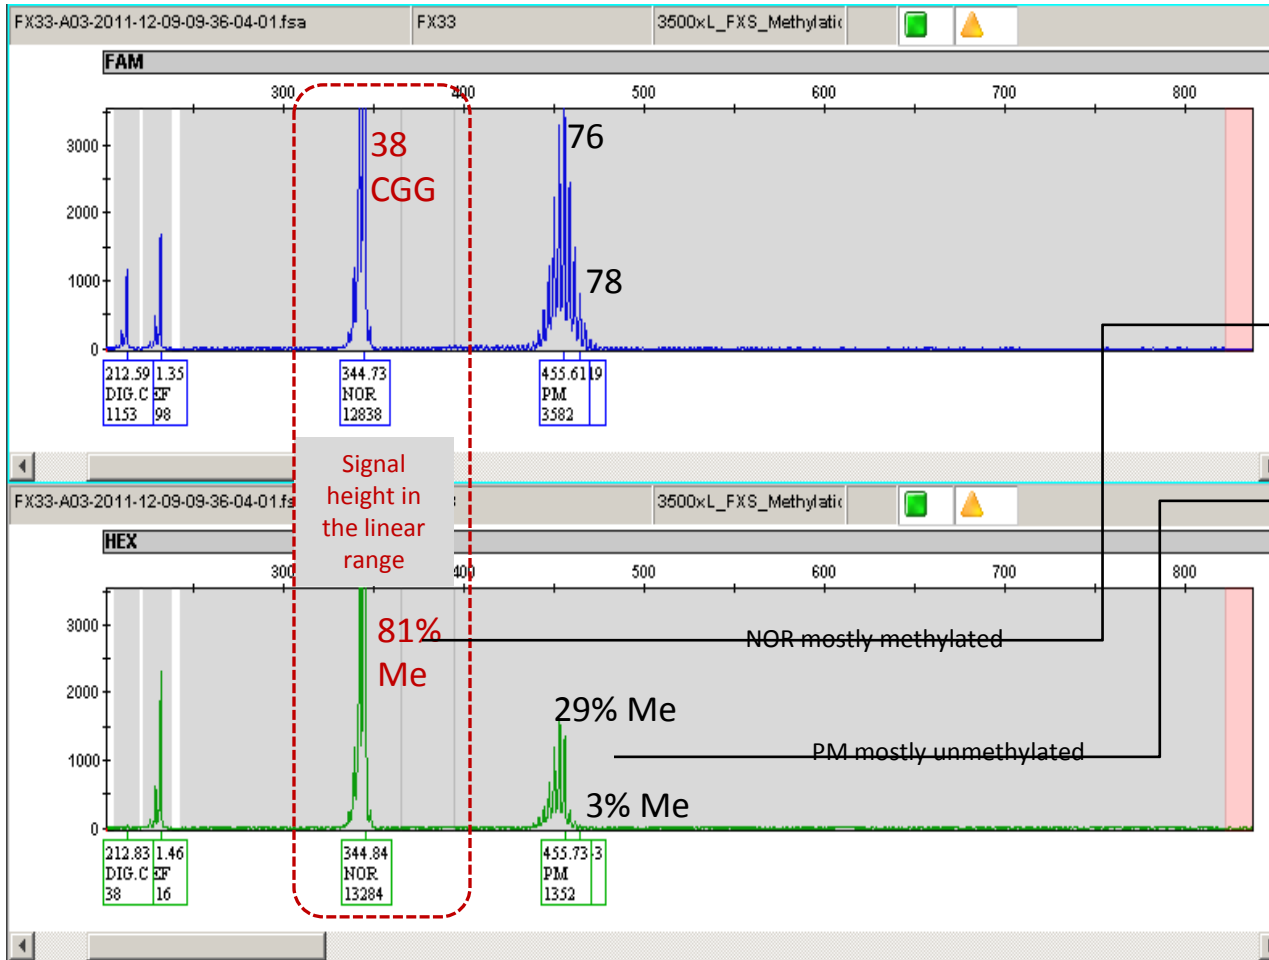 FX33-A03-2011-12-09-09-36-04-01.fsa FX33 3500xL_FXS_Methylatic
FAM
300 400 500 600 700 800
3000
2000
1000
0
38
CGG
76
78
212.59 1.35 344.73 455.61 19
DIG.C EF NOR PM
1153 98 12838 3582
Signal
height in
the linear
range
FX33-A03-2011-12-09-09-36-04-01.fs 3500xL_FXS_Methylatic
HEX
300 400 500 600 700 800
3000
2000
1000
0
81%
Me
NOR mostly methylated
29% Me
PM mostly unmethylated
3% Me
212.83 1.46 344.84 455.73 -3
DIG.C EF NOR PM
38 16 13284 1352